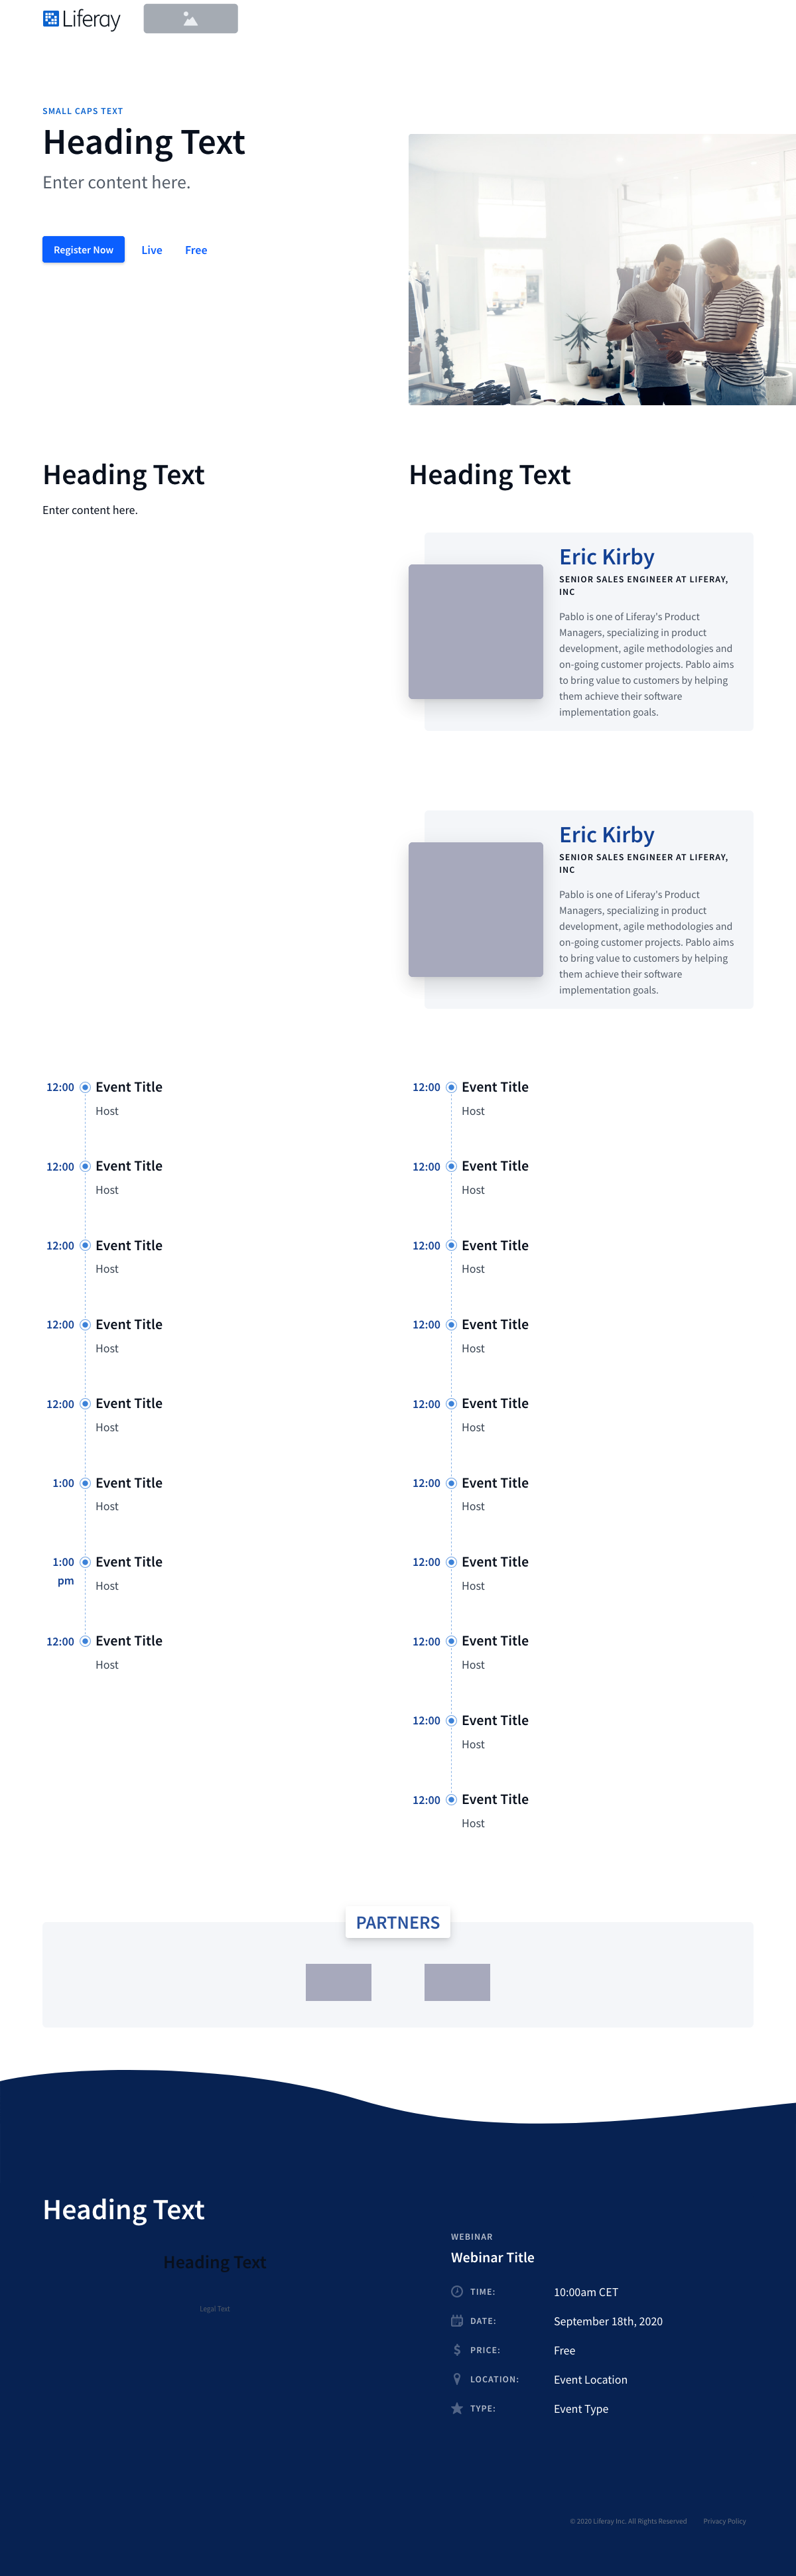 Liferay
SMALL CAPS TEXT
Heading Text
Enter content here.
Register Now
Live
Free
Heading Text
Enter content here.
Heading Text
Eric Kirby
SENIOR SALES ENGINEER AT LIFERAY,
INC
Pablo is one of Liferay's Product
Managers, specializing in product
development, agile methodologies and
on-going customer projects. Pablo aims
to bring value to customers by helping
them achieve their software
implementation goals.
Eric Kirby
SENIOR SALES ENGINEER AT LIFERAY,
INC
Pablo is one of Liferay's Product
Managers, specializing in product
development, agile methodologies and
on-going customer projects. Pablo aims
to bring value to customers by helping
them achieve their software
implementation goals.
12:00 Event Title
Host
12:00 Event Title
Host
12:00 Event Title
Host
12:00 Event Title
Host
12:00 Event Title
Host
1:00 Event Title
Host
1:00 Event Title
pm Host
12:00 Event Title
Host
12:00 Event Title
Host
12:00 Event Title
Host
12:00 Event Title
Host
12:00 Event Title
Host
12:00 Event Title
Host
12:00 Event Title
Host
12:00 Event Title
Host
12:00 Event Title
Host
12:00 Event Title
Host
12:00 Event Title
Host
PARTNERS
Heading Text
Heading Text
Legal Text
WEBINAR
Webinar Title
TIME: 10:00am CET
DATE: September 18th, 2020
PRICE: Free
LOCATION: Event Location
TYPE: Event Type
© 2020 Liferay Inc. All Rights Reserved Privacy Policy